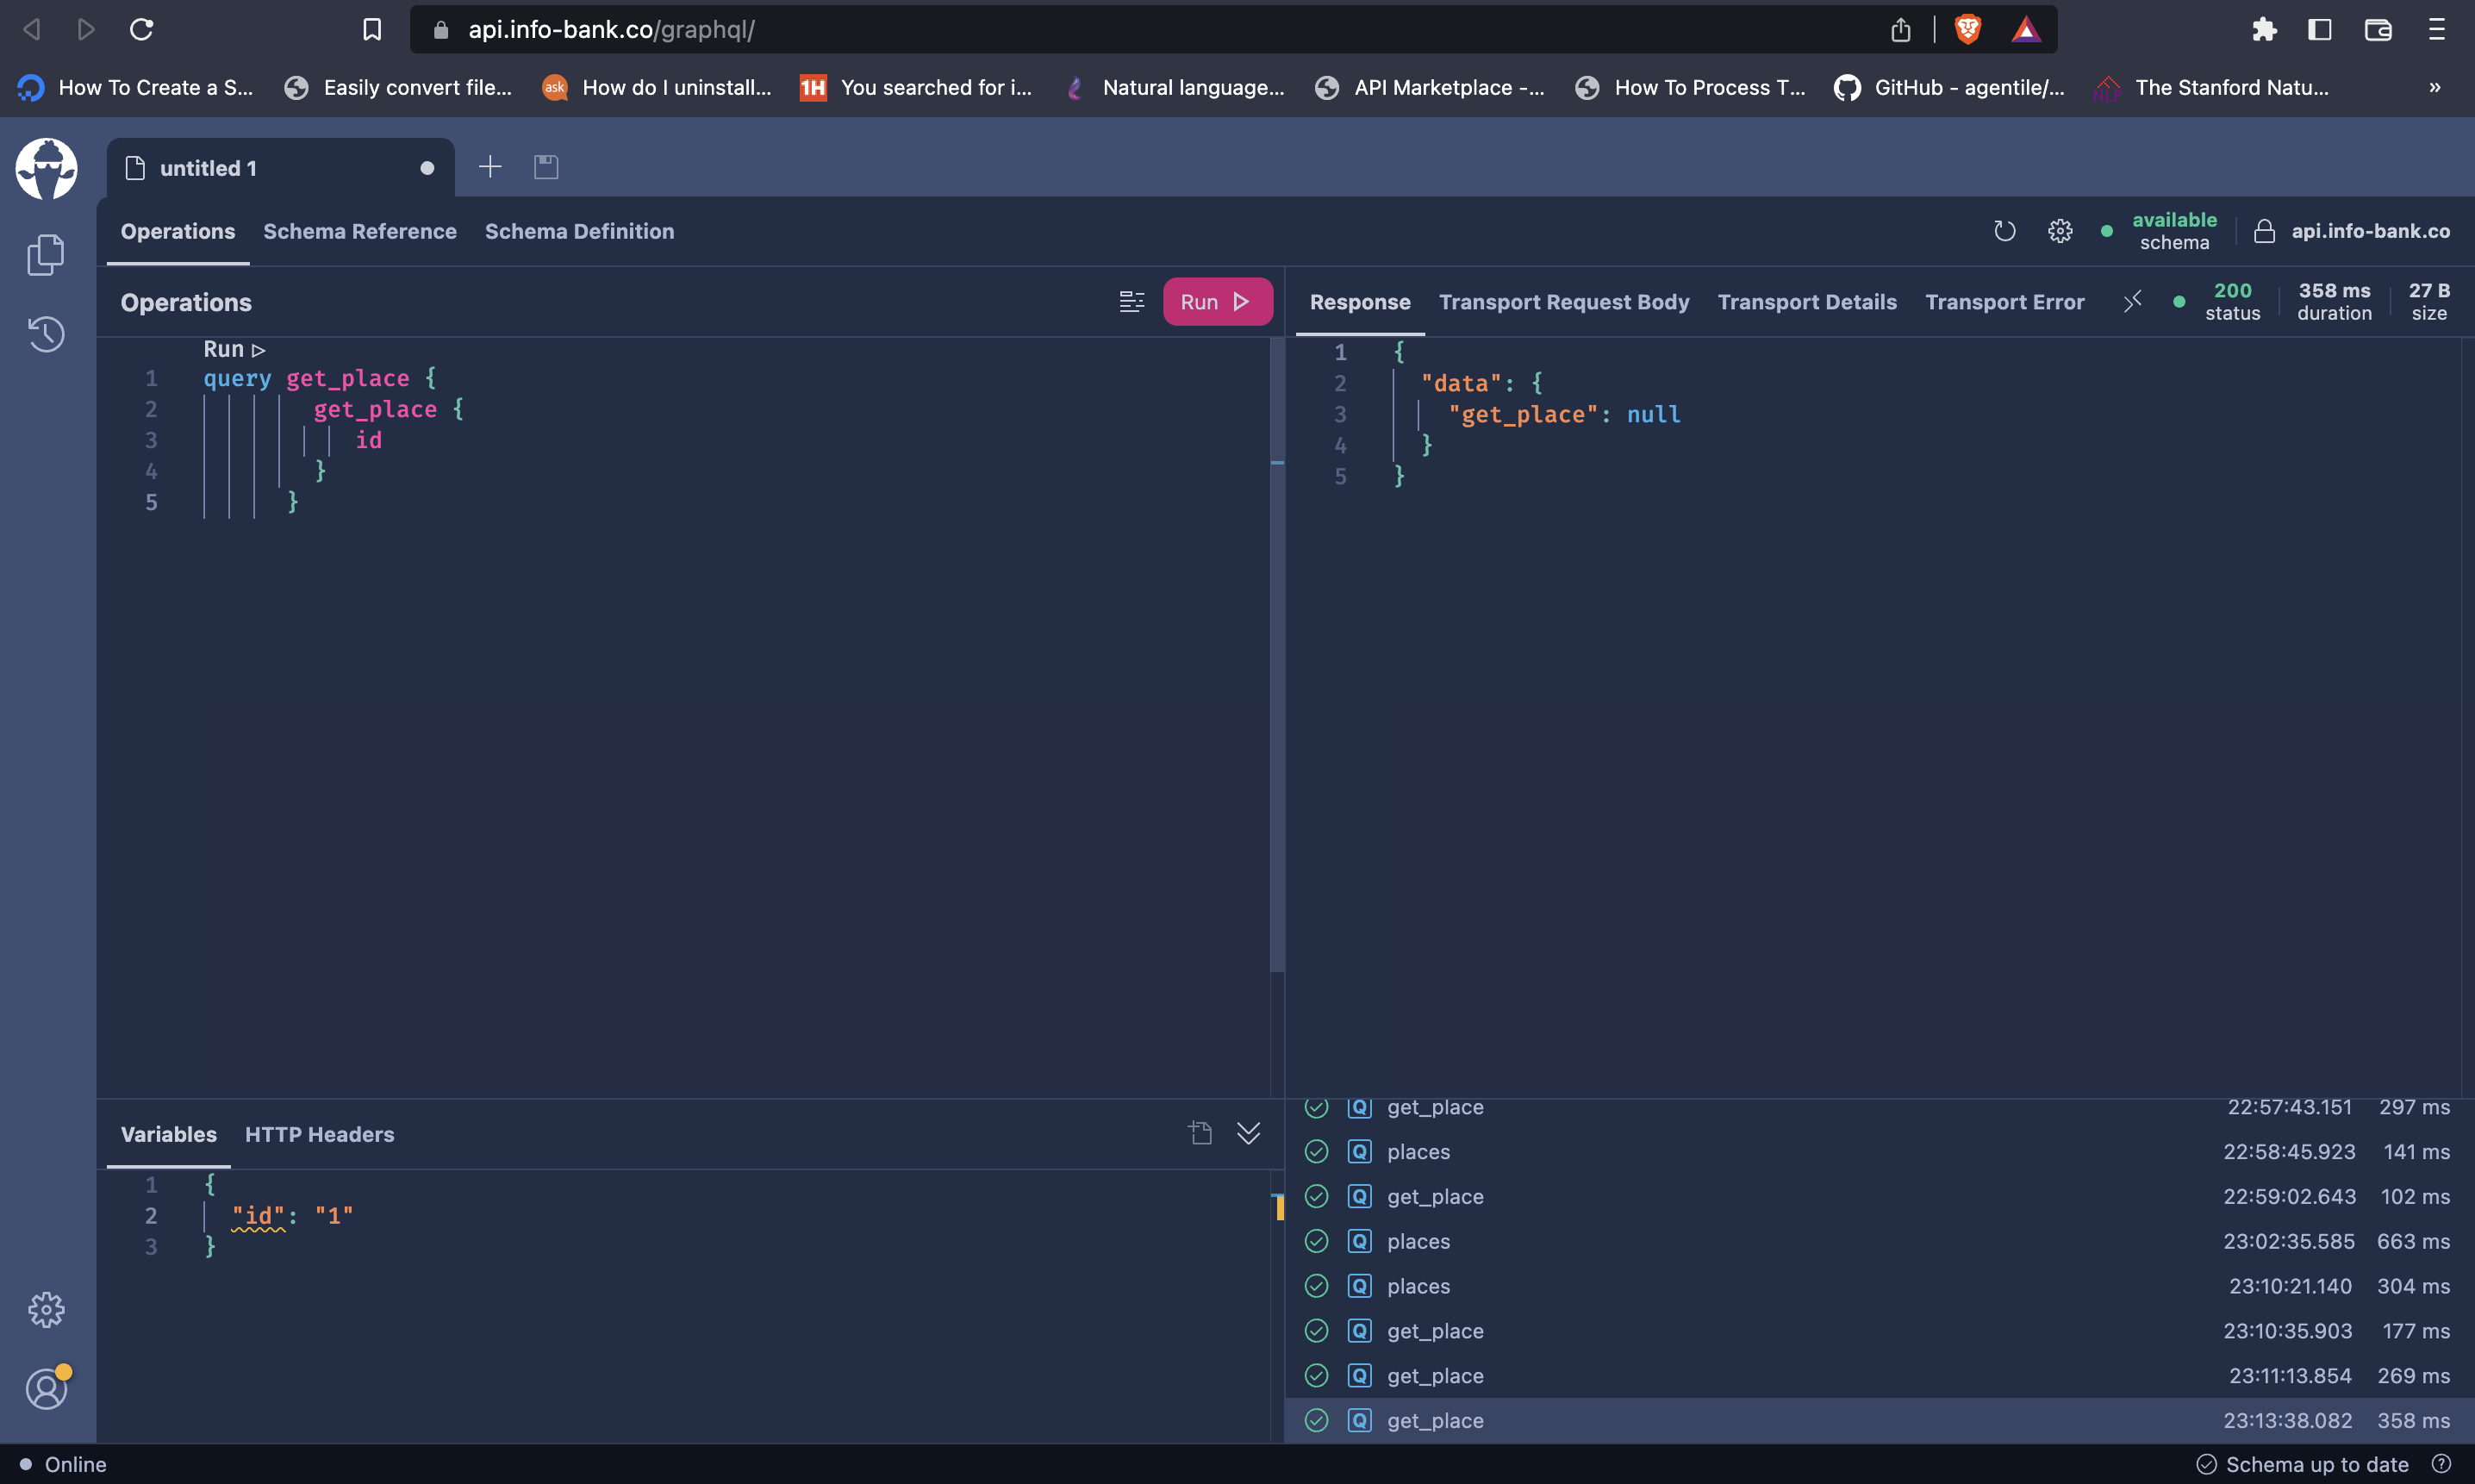 api.info-bank.co/graphql/
How To Create a S... Easily convert file... ask How do I uninstall... 1H You searched for i... Natural language... API Marketplace -... How To Process T... GitHub - agentile/... NLP The Stanford Natu... »
untitled 1
Operations Schema Reference Schema Definition available schema api.info-bank.co
Operations Run Response Transport Request Body Transport Details Transport Error 200 status 358 ms duration 27 B size
Run
1 query get_place {
2 get_place {
3 id
4 }
5 }
1 {
2 "data": {
3 "get_place": null
4 }
5 }
Variables HTTP Headers
1 {
2 "id": "1"
3 }
Q get_place 22:57:43.151 297 ms
Q places 22:58:45.923 141 ms
Q get_place 22:59:02.643 102 ms
Q places 23:02:35.585 663 ms
Q places 23:10:21.140 304 ms
Q get_place 23:10:35.903 177 ms
Q get_place 23:11:13.854 269 ms
Q get_place 23:13:38.082 358 ms
Online Schema up to date ?